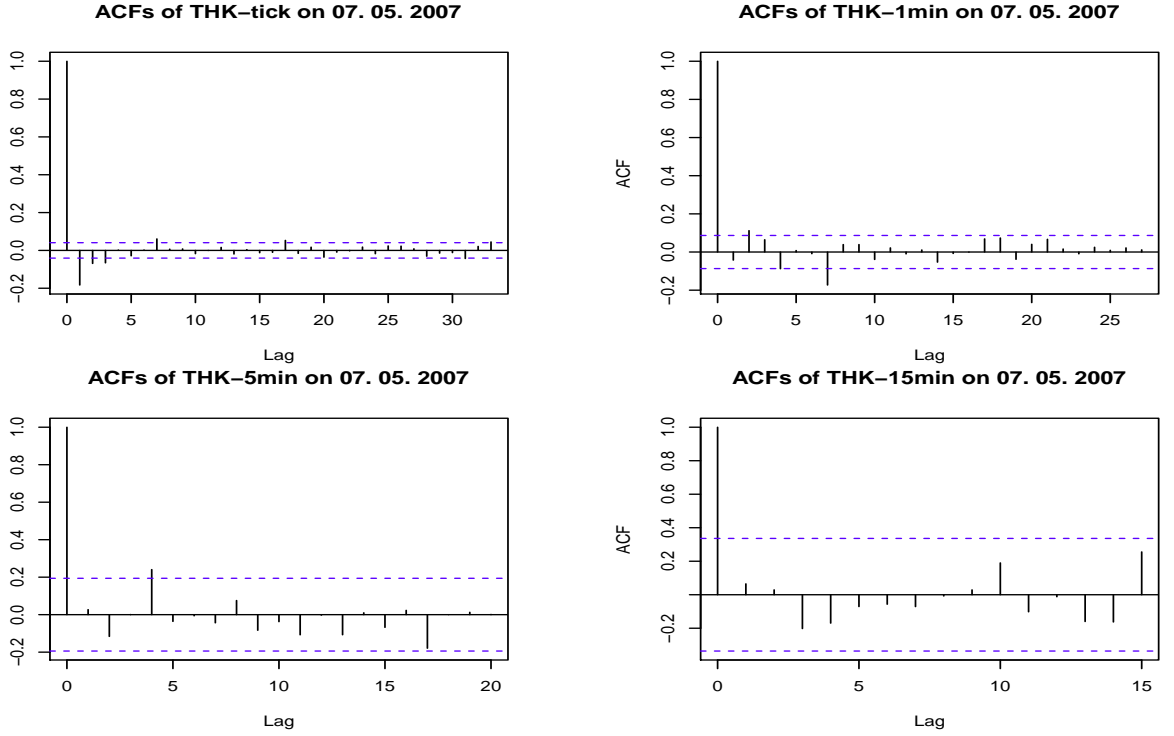 ACFs of THK−tick on 07. 05. 2007
1.0
0.8
0.6
0.4
0.2
0.0
−0.2
0 5 10 15 20 25 30
Lag
ACFs of THK−1min on 07. 05. 2007
ACF
1.0
0.8
0.6
0.4
0.2
0.0
−0.2
0 5 10 15 20 25
Lag
ACFs of THK−5min on 07. 05. 2007
1.0
0.8
0.6
0.4
0.2
0.0
−0.2
0 5 10 15 20
Lag
ACFs of THK−15min on 07. 05. 2007
ACF
1.0
0.8
0.6
0.4
0.2
−0.2
0 5 10 15
Lag